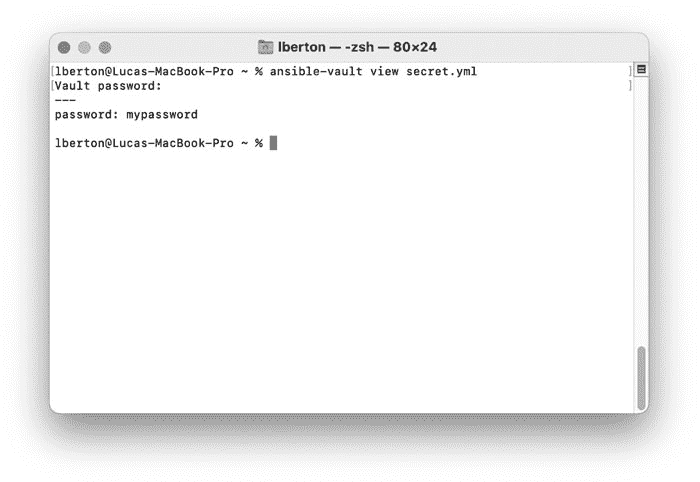 lberton — -zsh — 80×24
[lberton@Lucas-MacBook-Pro ~ % ansible-vault view secret.yml ]
[Vault password: ]
---
password: mypassword
lberton@Lucas-MacBook-Pro ~ %